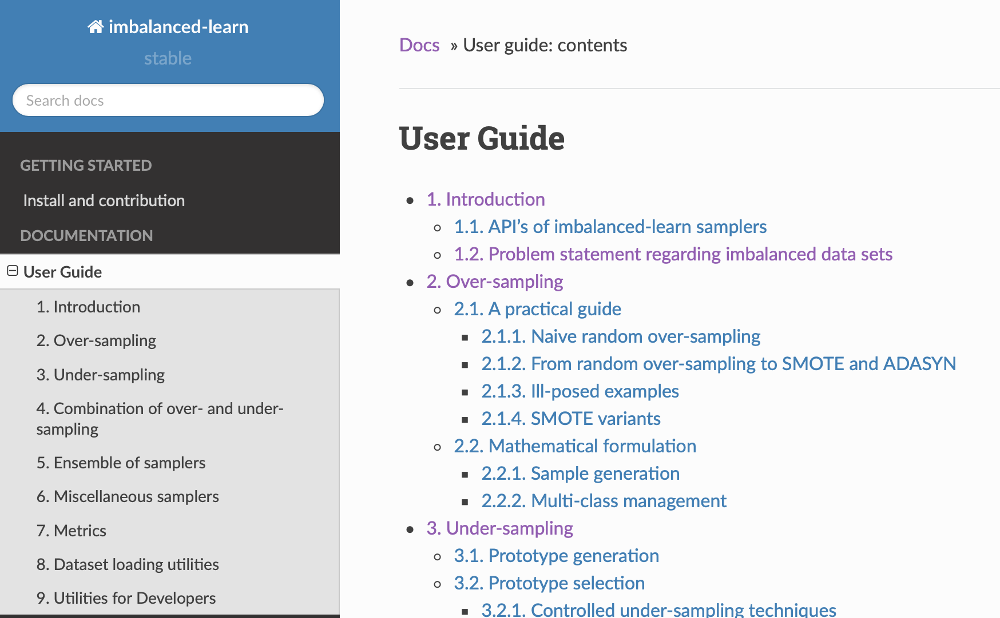 imbalanced-learn
stable
Search docs
GETTING STARTED
Install and contribution
DOCUMENTATION
User Guide
1. Introduction
2. Over-sampling
3. Under-sampling
4. Combination of over- and under-
sampling
5. Ensemble of samplers
6. Miscellaneous samplers
7. Metrics
8. Dataset loading utilities
9. Utilities for Developers
Docs » User guide: contents
User Guide
1. Introduction
1.1. API’s of imbalanced-learn samplers
1.2. Problem statement regarding imbalanced data sets
2. Over-sampling
2.1. A practical guide
2.1.1. Naive random over-sampling
2.1.2. From random over-sampling to SMOTE and ADASYN
2.1.3. Ill-posed examples
2.1.4. SMOTE variants
2.2. Mathematical formulation
2.2.1. Sample generation
2.2.2. Multi-class management
3. Under-sampling
3.1. Prototype generation
3.2. Prototype selection
3.2.1. Controlled under-sampling techniques